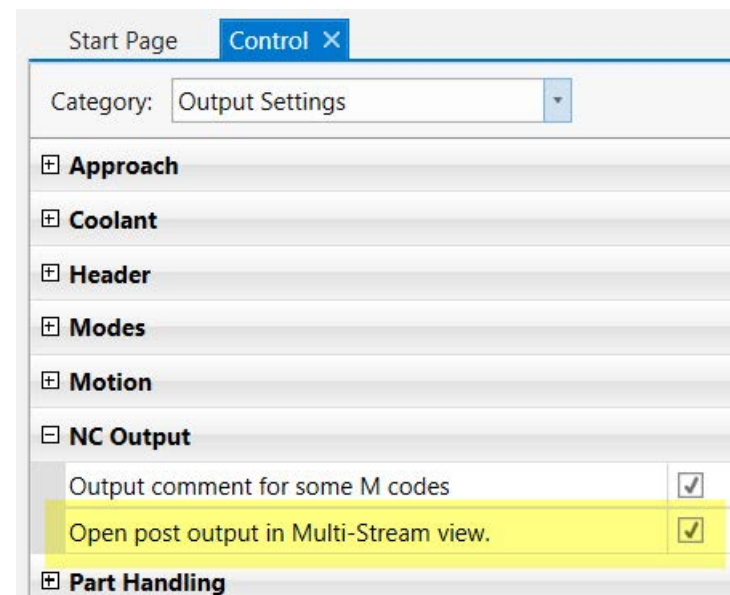 Start Page Control
Category: Output Settings
Approach
Coolant
Header
Modes
Motion
NC Output
Output comment for some M codes
Open post output in Multi-Stream view.
Part Handling